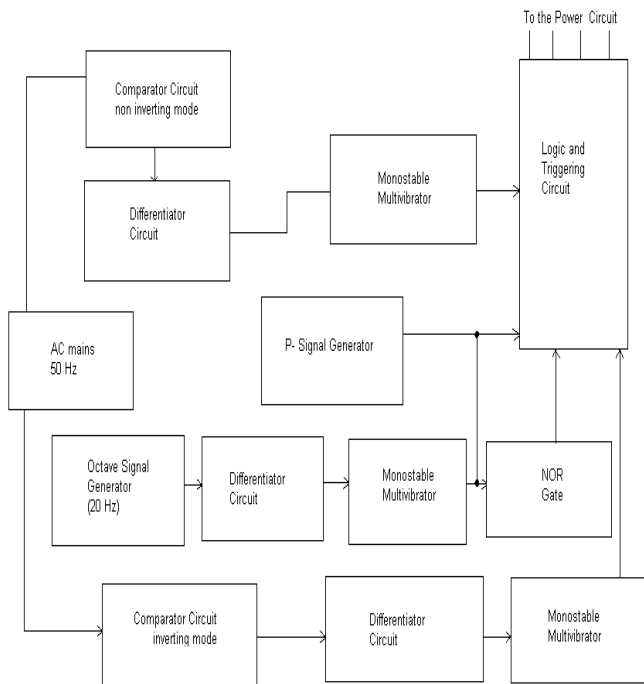 To the Power Circuit
Comparator Circuit
non inverting mode
Logic and
Triggering
Circuit
Monostable
Multivibrator
Differentiator
Circuit
P- Signal Generator
AC mains
50 Hz
Octave Signal
Generator
(20 Hz)
Differentiator
Circuit
Monostable
Multivibrator
NOR
Gate
Comparator Circuit
inverting mode
Differentiator
Circuit
Monostable
Multivibrator